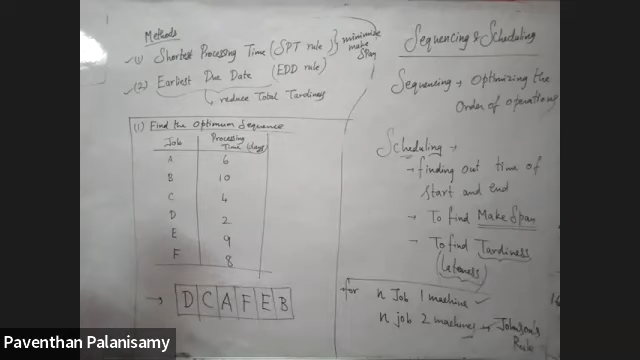 Methods
(1) Shortest Processing Time (SPT rule) } minimize
make
Span
(2) Earliest Due Date (EDD rule)
↳ reduce Total Tardiness
(1) Find the Optimum Sequence
Job Processing Time (days)
A 6
B 10
C 4
D 2
E 9
F 8
→ D C A F E B
Sequencing & Scheduling
Sequencing → Optimizing the
Order of operations
Scheduling →
→ finding out time of
start and end
→ To find Make Span
→ To find Tardiness
(Lateness)
→ for n Job 1 machine ✓
n job 2 machines → Johnson's
Rule
Paventhan Palanisamy